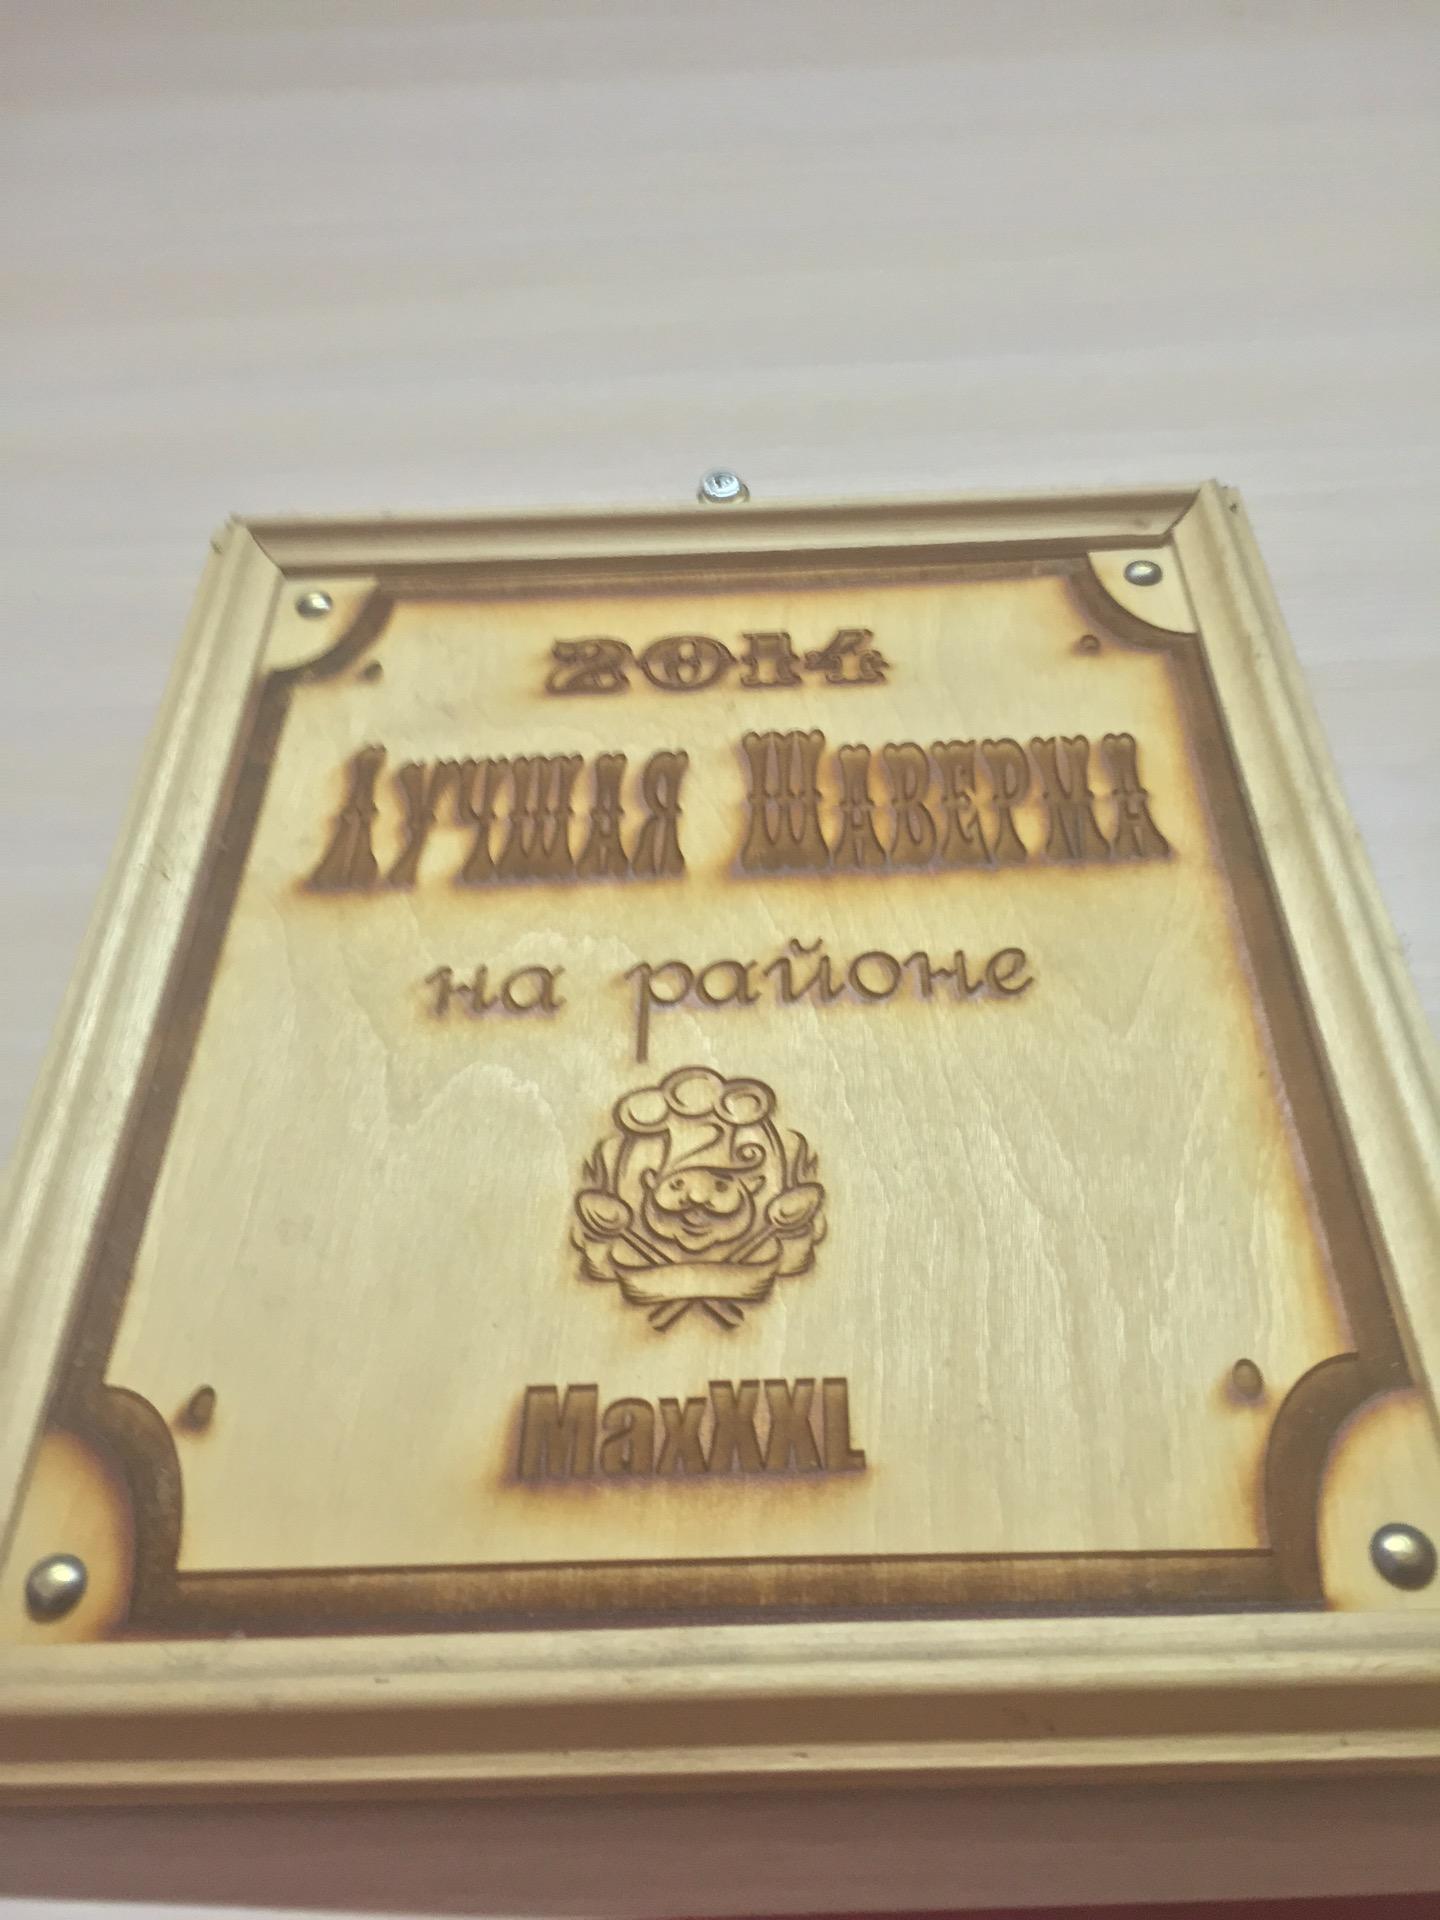 2014
Лучшая Шаверма
на районе
MaxXXL